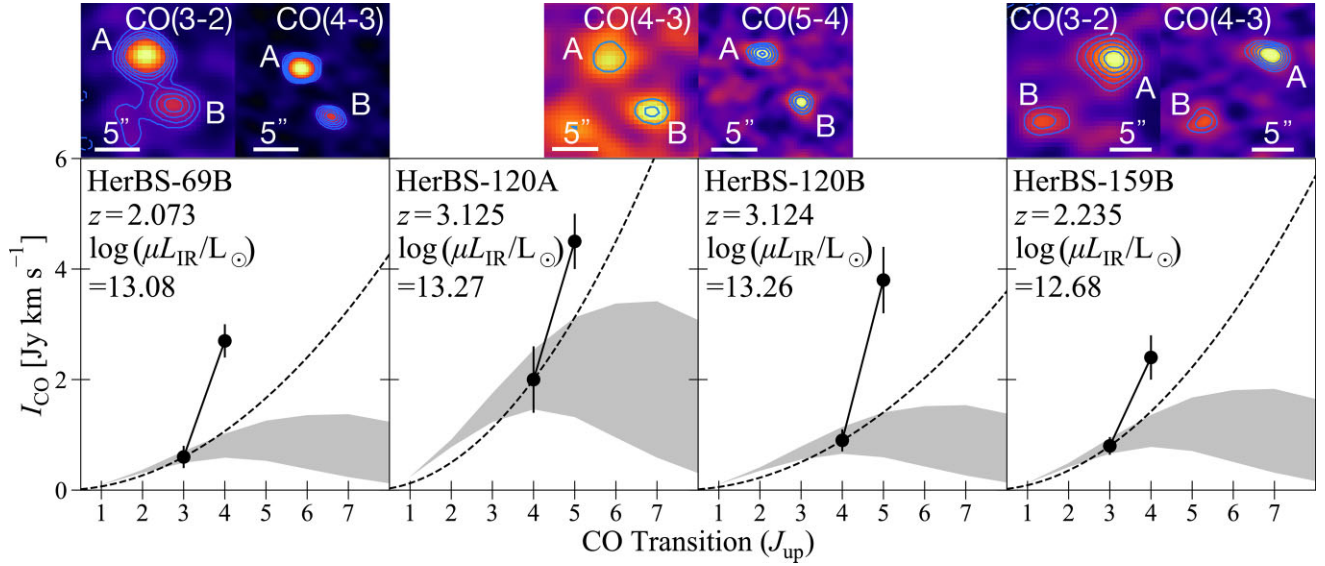 CO(3-2)
A
B
5”
CO(4-3)
A
B
CO(4-3)
A
B
5”
CO(5-4)
A
B
CO(3-2)
A
B
5”
CO(4-3)
A
B
5”
HerBS-69B
z=2.073
log(μL_IR/L_⊙)
=13.08
HerBS-120A
z=3.125
log(μL_IR/L_⊙)
=13.27
HerBS-120B
z=3.124
log(μL_IR/L_⊙)
=13.26
HerBS-159B
z=2.235
log(μL_IR/L_⊙)
=12.68
I_CO [Jy km s⁻¹]
6
4
2
0
1 2 3 4 5 6 7
1 2 3 4 5 6 7
1 2 3 4 5 6 7
1 2 3 4 5 6 7
CO Transition (J_up)